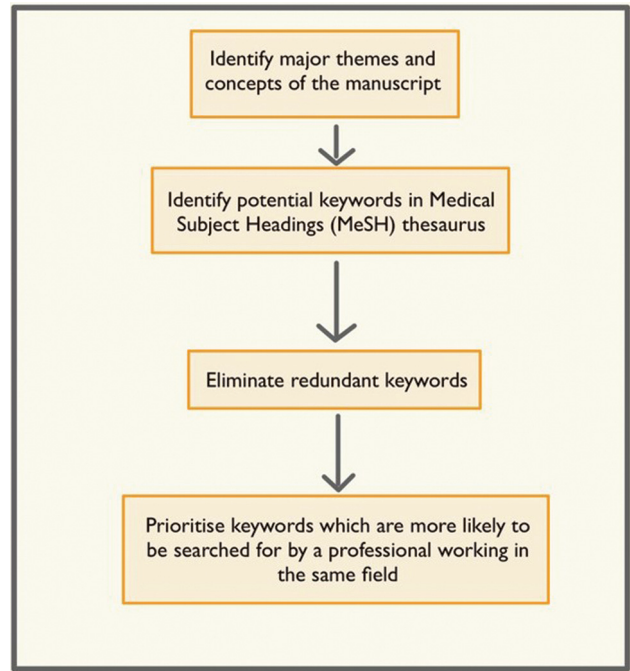 Identify major themes and
concepts of the manuscript
Identify potential keywords in Medical
Subject Headings (MeSH) thesaurus
Eliminate redundant keywords
Prioritise keywords which are more likely to
be searched for by a professional working in
the same field